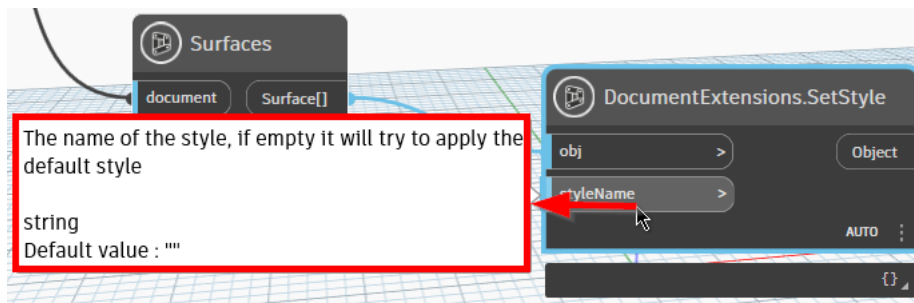 Surfaces
document
Surface[]
DocumentExtensions.SetStyle
obj >
Object
styleName >
AUTO
The name of the style, if empty it will try to apply the
default style
string
Default value : ""
{}